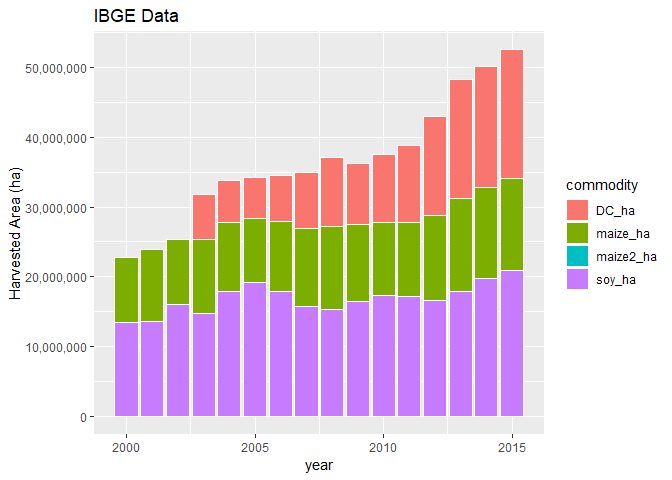 IBGE Data
50,000,000
40,000,000
30,000,000
20,000,000
10,000,000
0
Harvested Area (ha)
2000
2005
2010
2015
year
commodity
DC_ha
maize_ha
maize2_ha
soy_ha